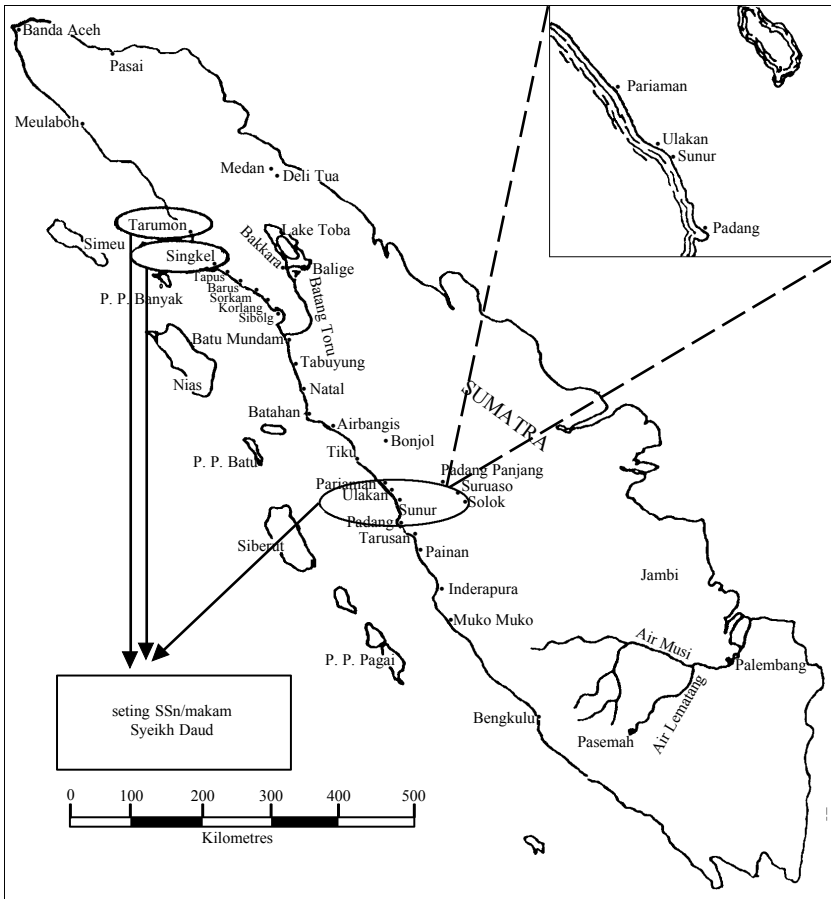 Banda Aceh
Pasai
Meulaboh
Medan
Deli Tua
Tarumon
Simeu
Singkel
Lake Toba
Bakkara
Balige
Tapus
P. P. Banyak
Barus
Sorkam
Korlang
Sibolg
Batang Toru
Batu Mundam
Nias
Tabuyung
Natal
Batahan
Airbangis
SUMATRA
Bonjol
P. P. Batu
Tiku
Padang Panjang
Pariaman
Suruaso
Ulakan
Solok
Sunur
Padang
Tarusan
Siberut
Painan
Jambi
Inderapura
Muko Muko
Air Musi
P. P. Pagai
Palembang
Air Lematang
Bengkulu
Pasemah
Pariaman
Ulakan
Sunur
Padang
seting SSn/makam
Syeikh Daud
0 100 200 300 400 500
Kilometres